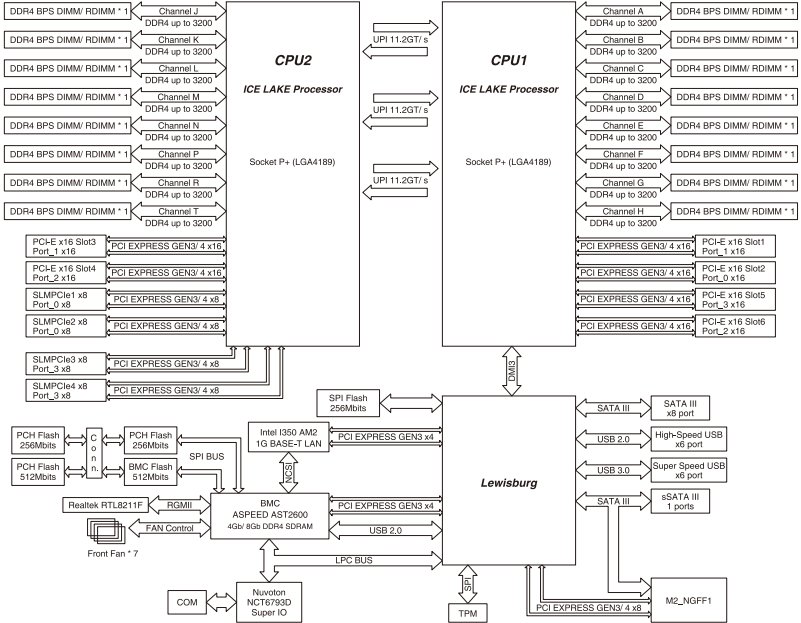 DDR4 BPS DIMM/ RDIMM * 1
Channel J
DDR4 up to 3200
DDR4 BPS DIMM/ RDIMM * 1
Channel K
DDR4 up to 3200
DDR4 BPS DIMM/ RDIMM * 1
Channel L
DDR4 up to 3200
DDR4 BPS DIMM/ RDIMM * 1
Channel M
DDR4 up to 3200
DDR4 BPS DIMM/ RDIMM * 1
Channel N
DDR4 up to 3200
DDR4 BPS DIMM/ RDIMM * 1
Channel P
DDR4 up to 3200
DDR4 BPS DIMM/ RDIMM * 1
Channel R
DDR4 up to 3200
DDR4 BPS DIMM/ RDIMM * 1
Channel T
DDR4 up to 3200
CPU2
ICE LAKE Processor
Socket P+ (LGA4189)
UPI 11.2GT/ s
UPI 11.2GT/ s
UPI 11.2GT/ s
CPU1
ICE LAKE Processor
Socket P+ (LGA4189)
Channel A
DDR4 up to 3200
DDR4 BPS DIMM/ RDIMM * 1
Channel B
DDR4 up to 3200
DDR4 BPS DIMM/ RDIMM * 1
Channel C
DDR4 up to 3200
DDR4 BPS DIMM/ RDIMM * 1
Channel D
DDR4 up to 3200
DDR4 BPS DIMM/ RDIMM * 1
Channel E
DDR4 up to 3200
DDR4 BPS DIMM/ RDIMM * 1
Channel F
DDR4 up to 3200
DDR4 BPS DIMM/ RDIMM * 1
Channel G
DDR4 up to 3200
DDR4 BPS DIMM/ RDIMM * 1
Channel H
DDR4 up to 3200
DDR4 BPS DIMM/ RDIMM * 1
PCI-E x16 Slot3
Port_1 x16
PCI EXPRESS GEN3/ 4 x16
PCI-E x16 Slot4
Port_2 x16
PCI EXPRESS GEN3/ 4 x16
SLMPCIe1 x8
Port_0 x8
PCI EXPRESS GEN3/ 4 x8
SLMPCIe2 x8
Port_0 x8
PCI EXPRESS GEN3/ 4 x8
SLMPCIe3 x8
Port_3 x8
PCI EXPRESS GEN3/ 4 x8
SLMPCIe4 x8
Port_3 x8
PCI EXPRESS GEN3/ 4 x8
PCI EXPRESS GEN3/ 4 x16
PCI-E x16 Slot1
Port_1 x16
PCI EXPRESS GEN3/ 4 x16
PCI-E x16 Slot2
Port_0 x16
PCI EXPRESS GEN3/ 4 x16
PCI-E x16 Slot5
Port_3 x16
PCI EXPRESS GEN3/ 4 x16
PCI-E x16 Slot6
Port_2 x16
DMI3
SPI Flash
256Mbits
Intel I350 AM2
1G BASE-T LAN
PCI EXPRESS GEN3 x4
NCSI
PCH Flash
256Mbits
PCH Flash
512Mbits
Conn.
PCH Flash
256Mbits
BMC Flash
512Mbits
SPI BUS
Realtek RTL8211F
RGMII
FAN Control
Front Fan * 7
BMC
ASPEED AST2600
4Gb/ 8Gb DDR4 SDRAM
PCI EXPRESS GEN3 x4
USB 2.0
LPC BUS
COM
Nuvoton
NCT6793D
Super IO
Lewisburg
SATA III
SATA III
x8 port
USB 2.0
High-Speed USB
x6 port
USB 3.0
Super Speed USB
x6 port
SATA III
sSATA III
1 ports
SPI
TPM
PCI EXPRESS GEN3/ 4 x8
M2_NGFF1